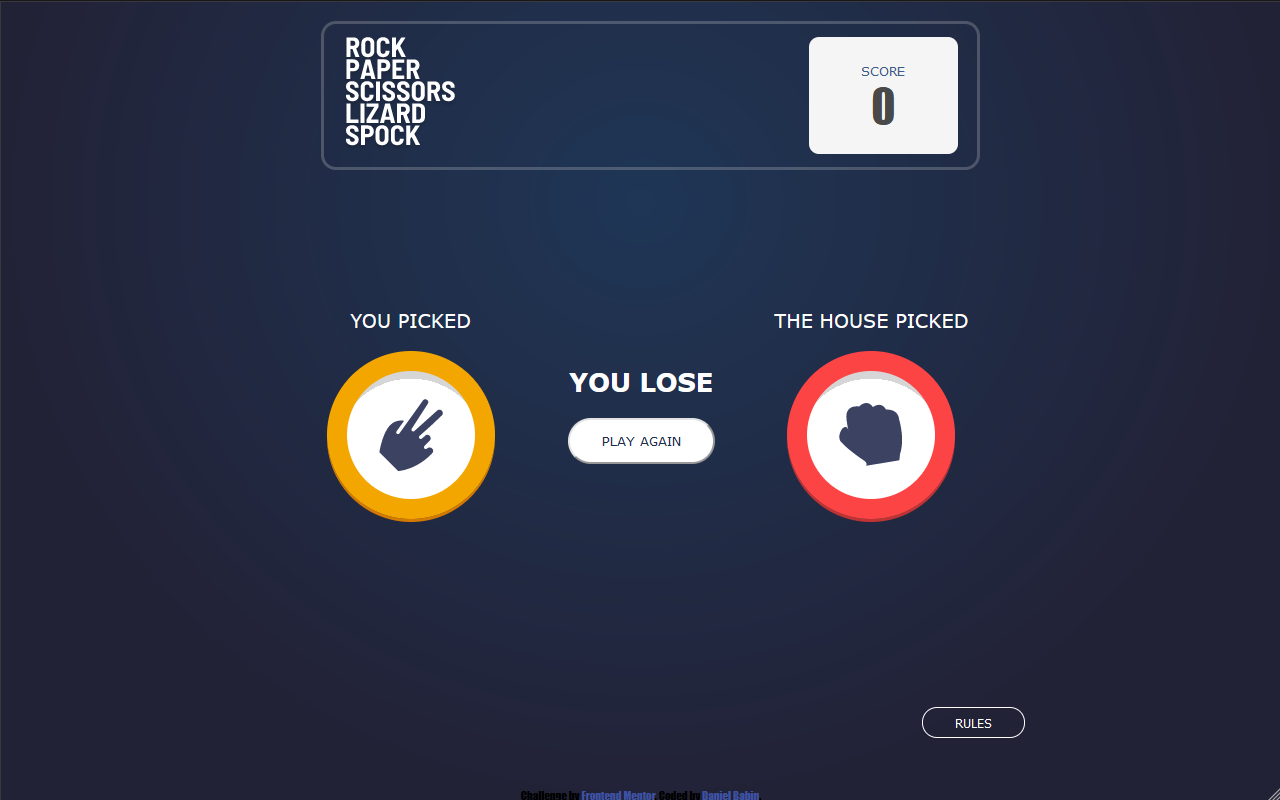 ROCK
PAPER
SCISSORS
LIZARD
SPOCK
SCORE
0
YOU PICKED
THE HOUSE PICKED
YOU LOSE
PLAY AGAIN
RULES
Challenge by Frontend Mentor. Coded by Daniel Babin.